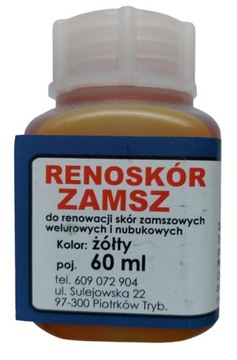 RENOSKÓR
ZAMSZ
do renowacji skór zamszowych
welurowych i nubukowych
Kolor: żółty
poj. 60 ml
tel. 609 072 904
ul. Sulejowska 22
97-300 Piotrków Tryb.